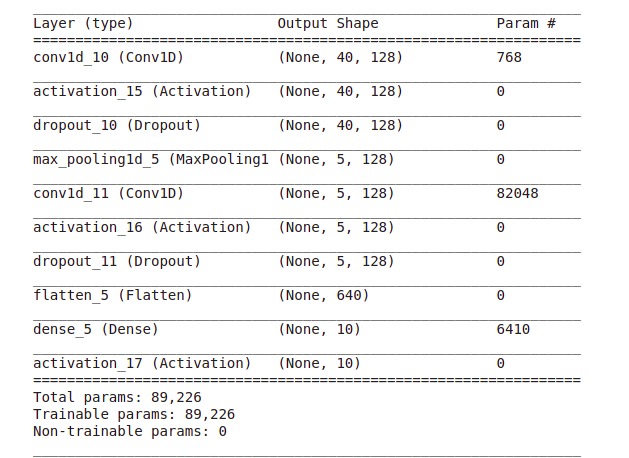 Layer (type) Output Shape Param #
=================================================================
conv1d_10 (Conv1D) (None, 40, 128) 768
activation_15 (Activation) (None, 40, 128) 0
dropout_10 (Dropout) (None, 40, 128) 0
max_pooling1d_5 (MaxPooling1 (None, 5, 128) 0
conv1d_11 (Conv1D) (None, 5, 128) 82048
activation_16 (Activation) (None, 5, 128) 0
dropout_11 (Dropout) (None, 5, 128) 0
flatten_5 (Flatten) (None, 640) 0
dense_5 (Dense) (None, 10) 6410
activation_17 (Activation) (None, 10) 0
=================================================================
Total params: 89,226
Trainable params: 89,226
Non-trainable params: 0